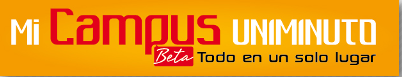 Mi Campus UNIMINUTO
Beta Todo en un solo lugar